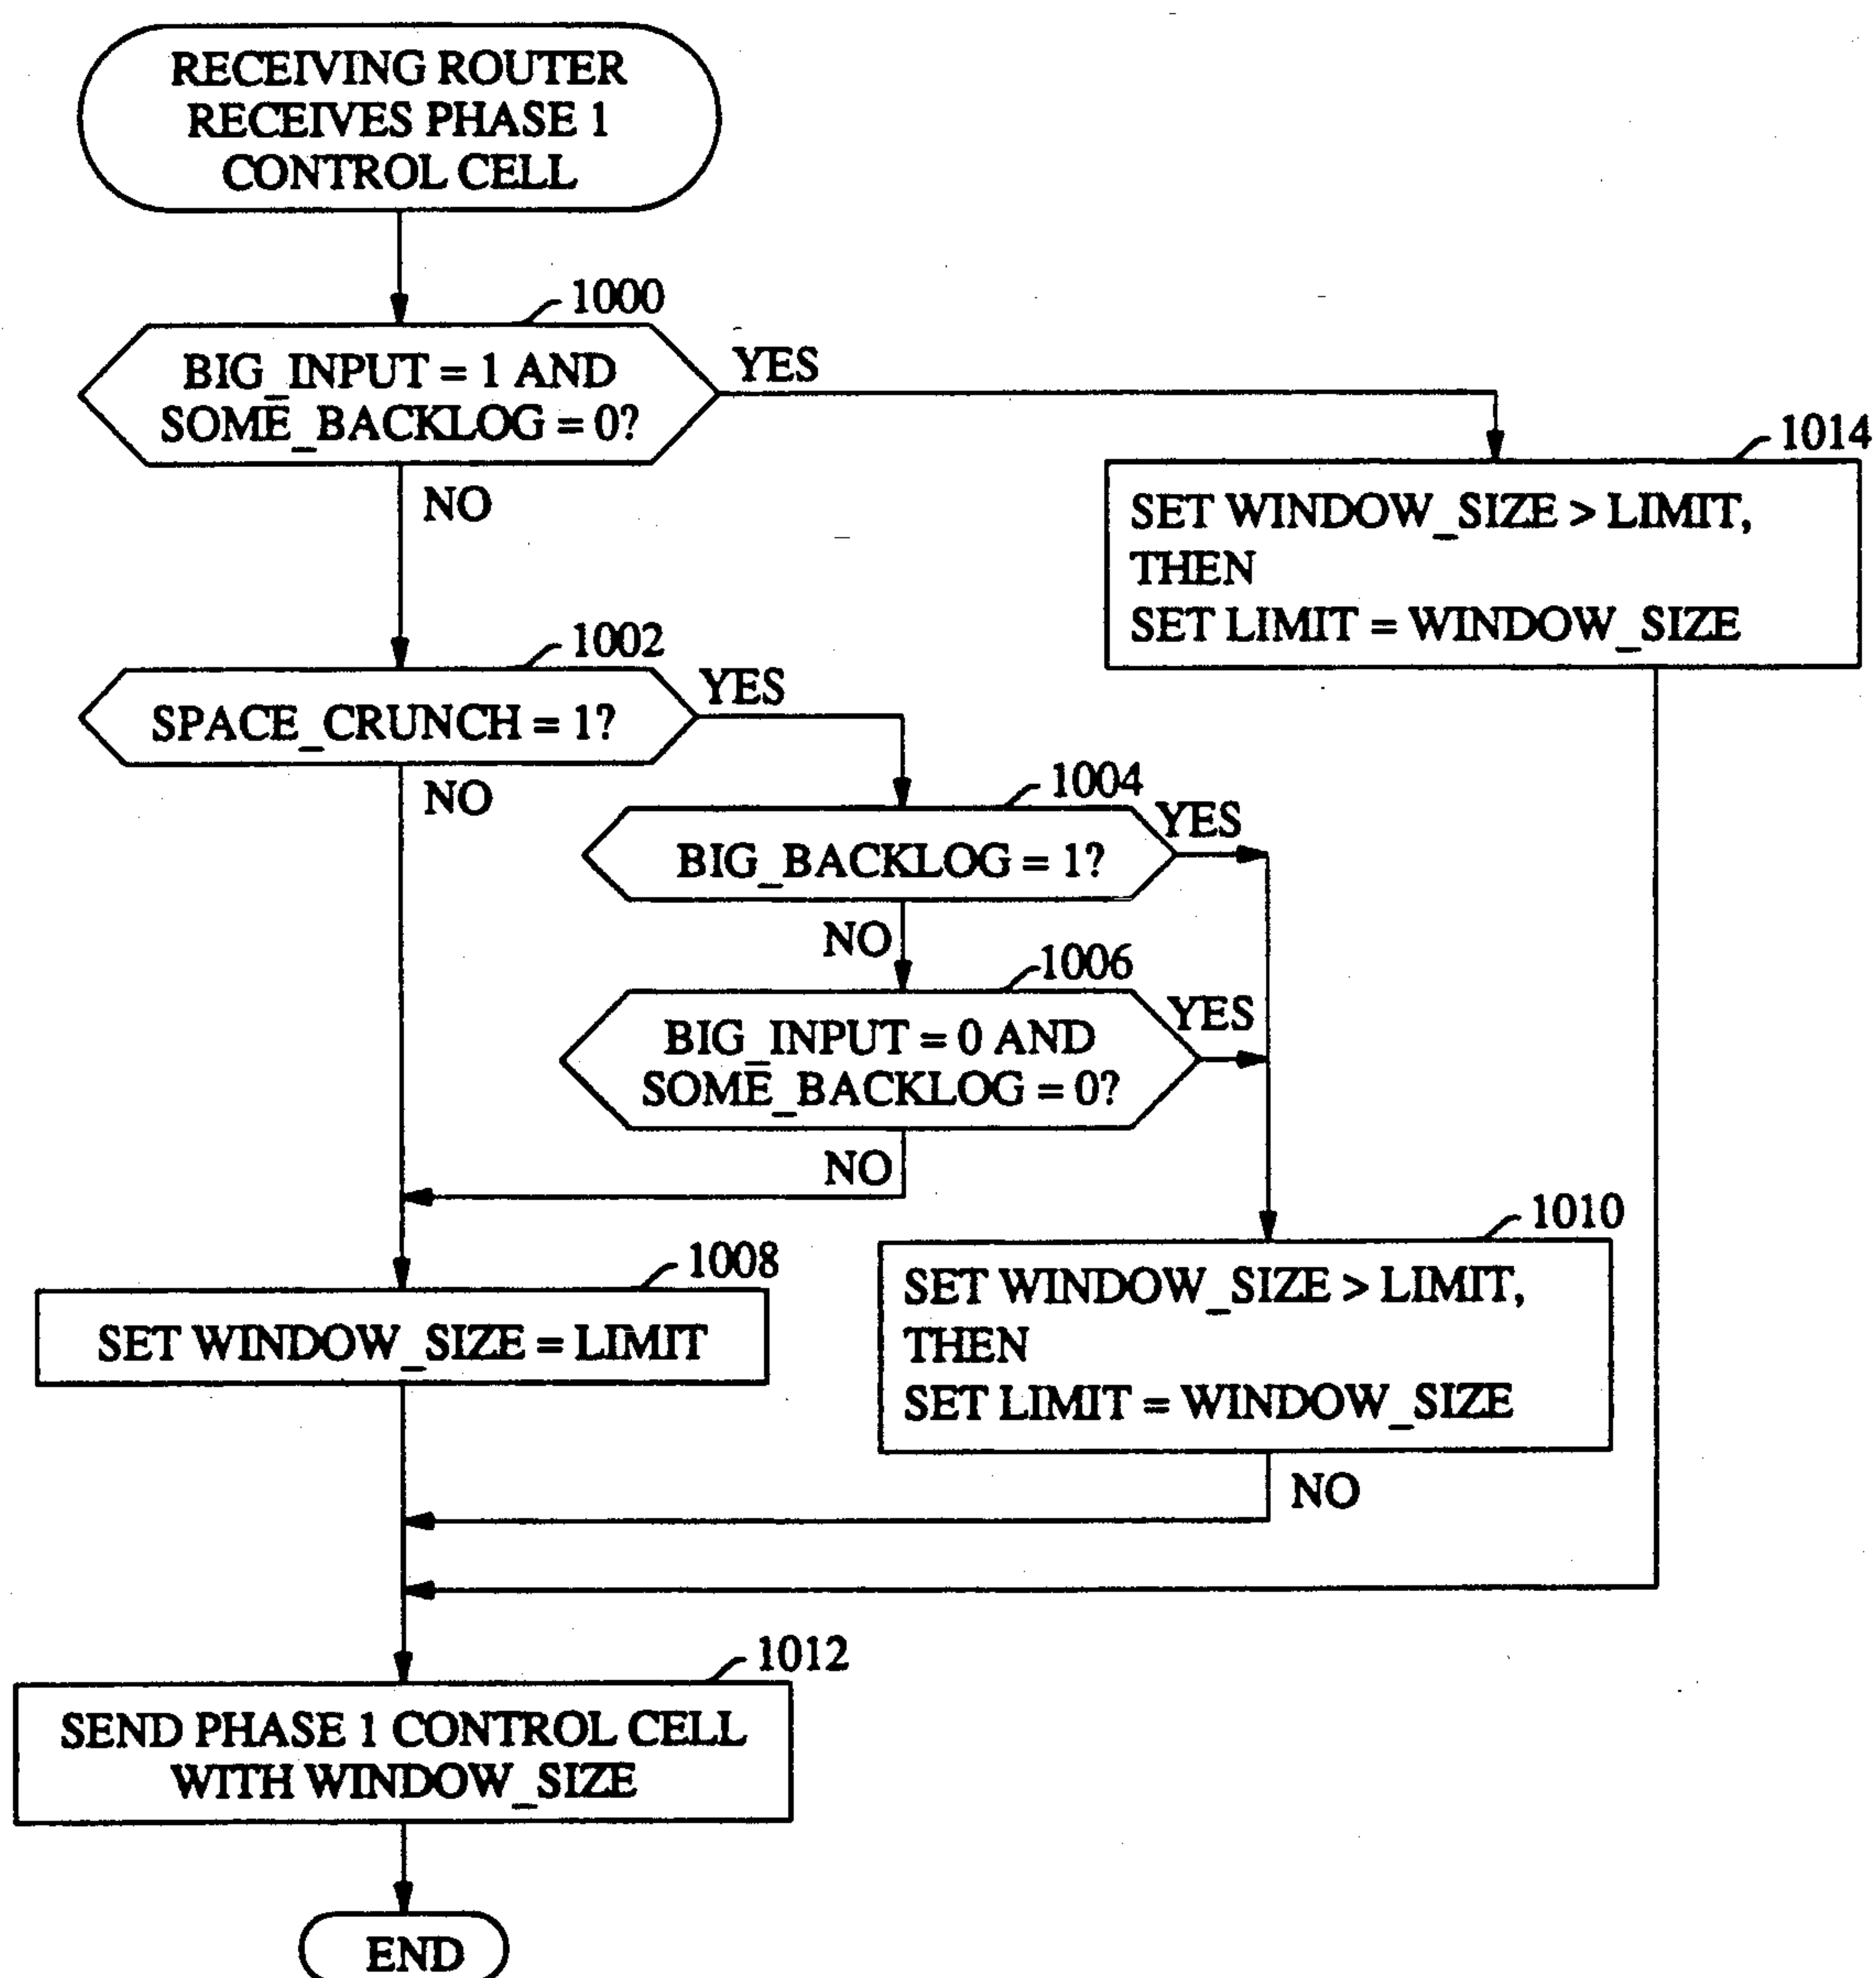 RECEIVING ROUTER
RECEIVES PHASE 1
CONTROL CELL
1000
BIG_INPUT = 1 AND
SOME_BACKLOG = 0?
YES
NO
1014
SET WINDOW_SIZE > LIMIT,
THEN
SET LIMIT = WINDOW_SIZE
1002
SPACE_CRUNCH = 1?
YES
NO
1004
BIG_BACKLOG = 1?
YES
NO
1006
BIG_INPUT = 0 AND
SOME_BACKLOG = 0?
YES
NO
1008
SET WINDOW_SIZE = LIMIT
1010
SET WINDOW_SIZE > LIMIT,
THEN
SET LIMIT = WINDOW_SIZE
NO
1012
SEND PHASE 1 CONTROL CELL
WITH WINDOW_SIZE
END